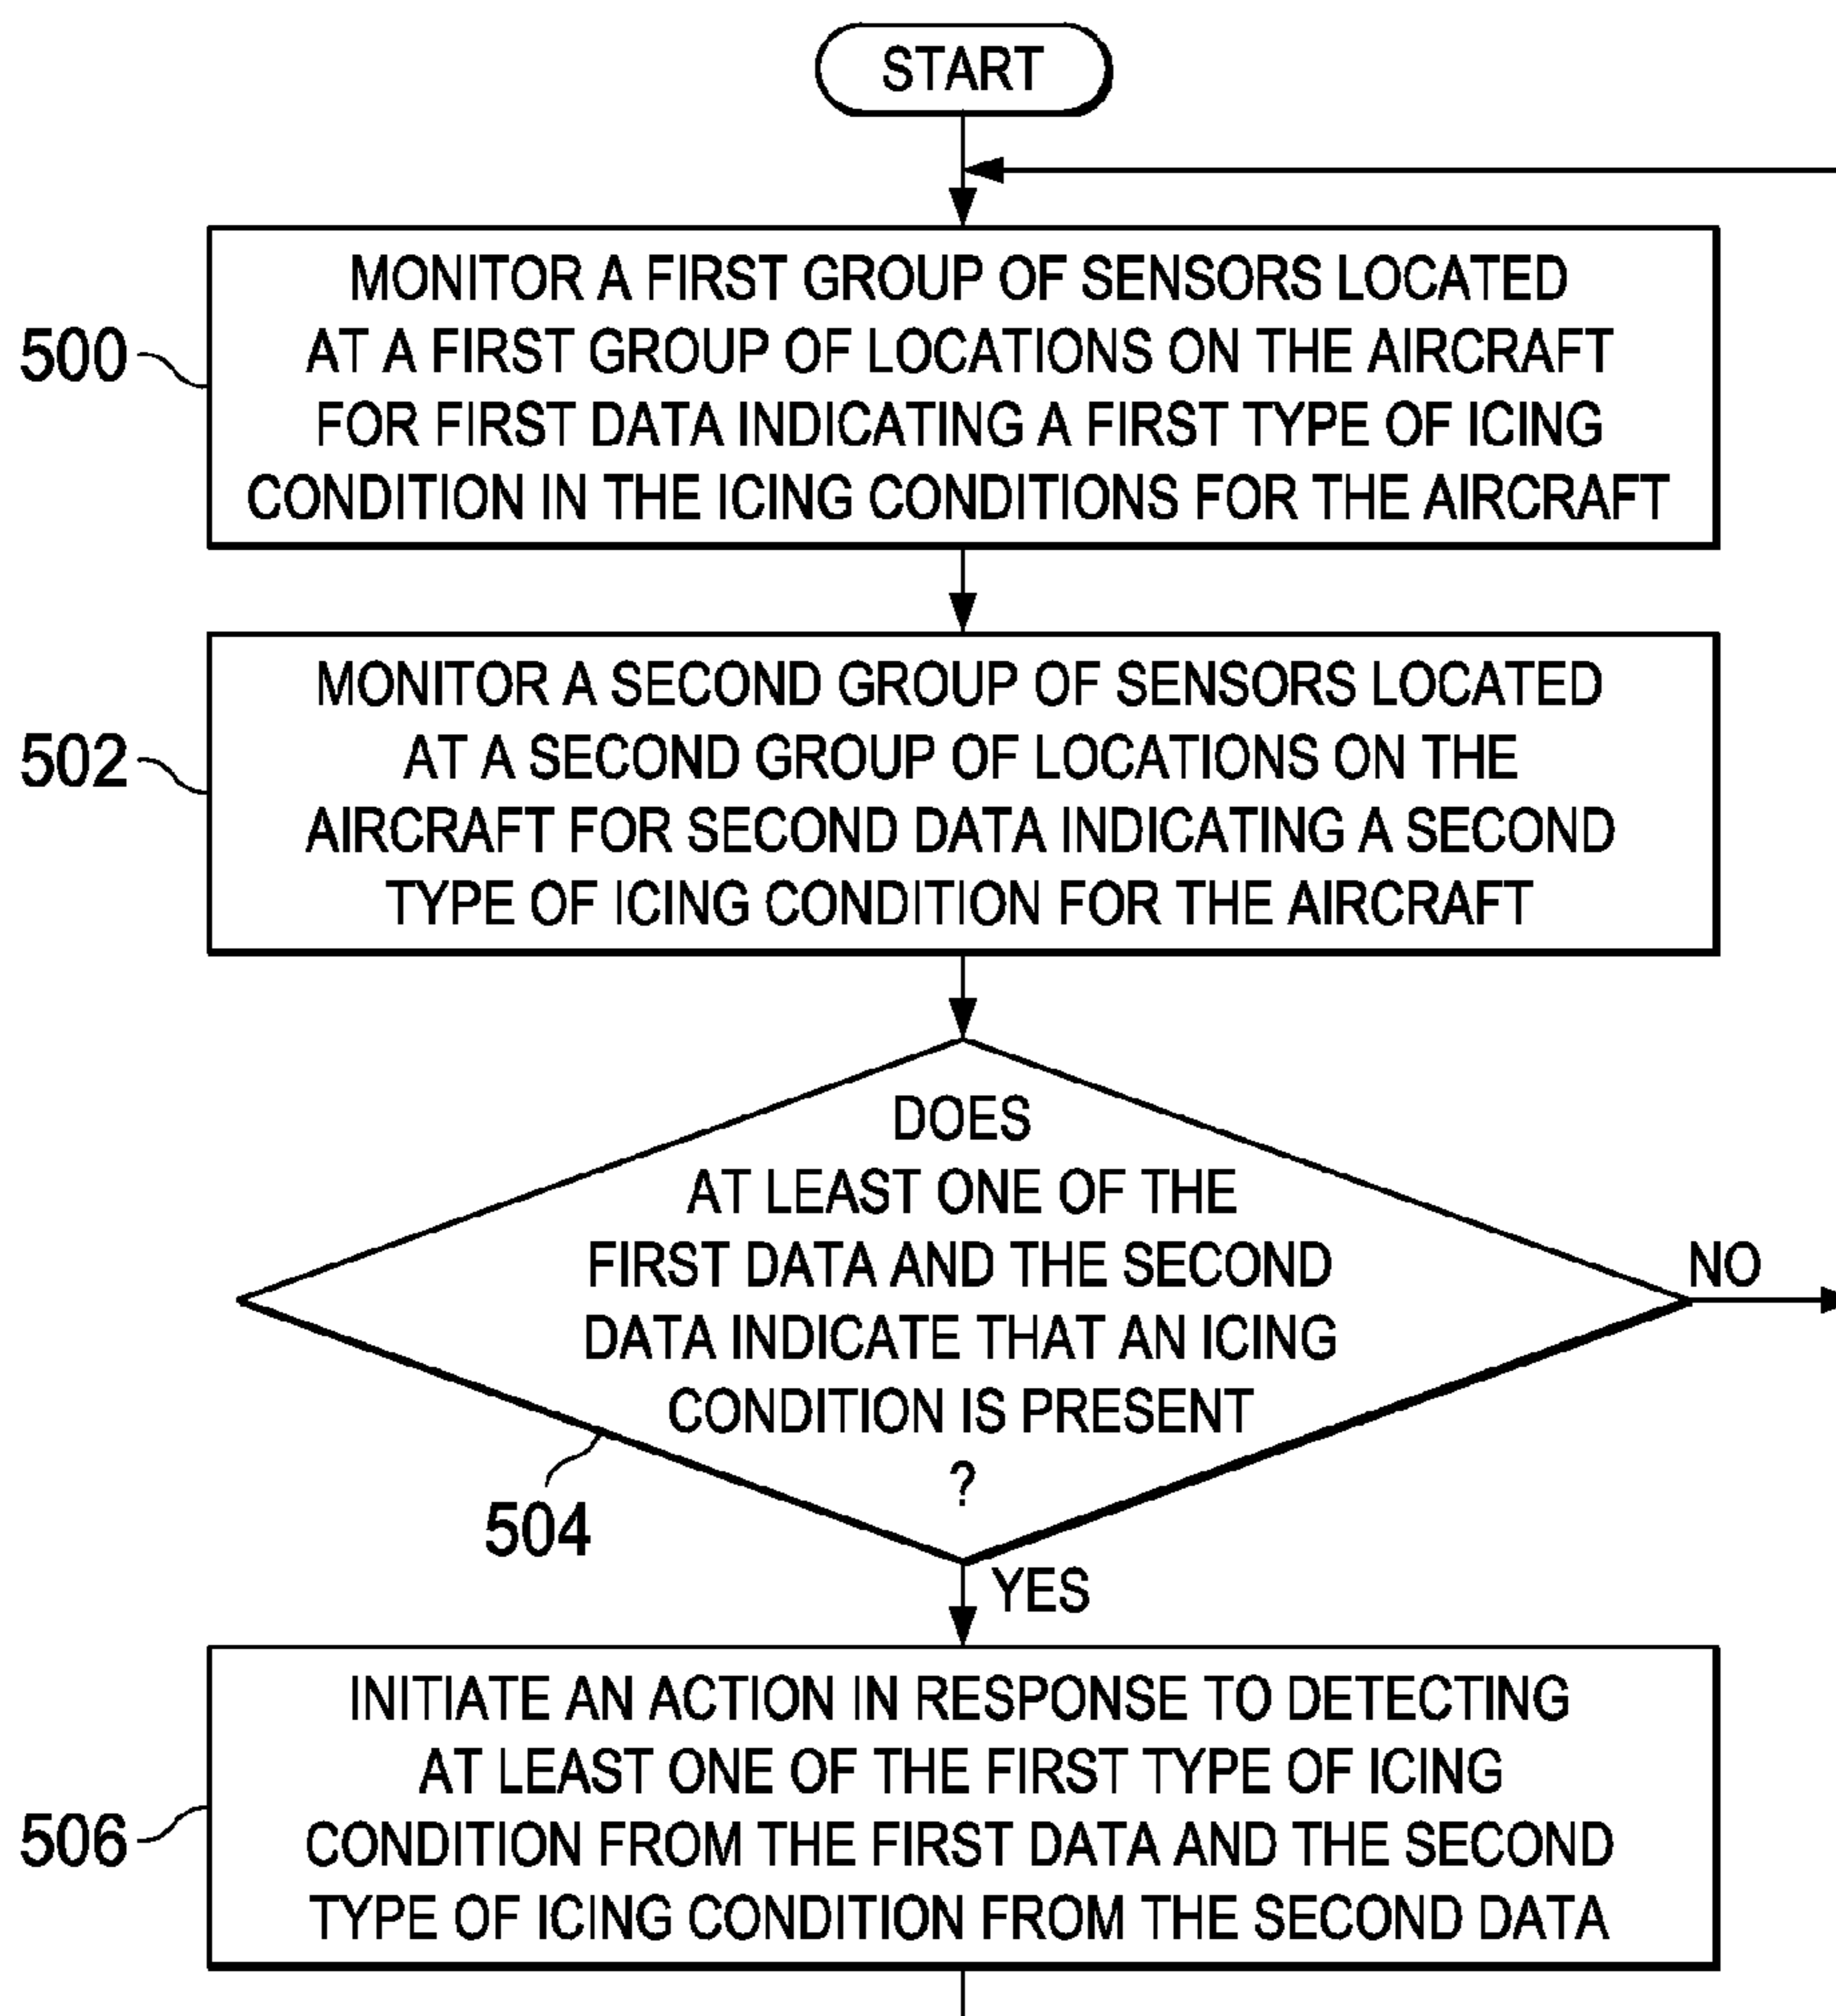 START
MONITOR A FIRST GROUP OF SENSORS LOCATED
AT A FIRST GROUP OF LOCATIONS ON THE AIRCRAFT
FOR FIRST DATA INDICATING A FIRST TYPE OF ICING
CONDITION IN THE ICING CONDITIONS FOR THE AIRCRAFT
500
MONITOR A SECOND GROUP OF SENSORS LOCATED
AT A SECOND GROUP OF LOCATIONS ON THE
AIRCRAFT FOR SECOND DATA INDICATING A SECOND
TYPE OF ICING CONDITION FOR THE AIRCRAFT
502
DOES
AT LEAST ONE OF THE
FIRST DATA AND THE SECOND
DATA INDICATE THAT AN ICING
CONDITION IS PRESENT
?
NO
504
YES
INITIATE AN ACTION IN RESPONSE TO DETECTING
AT LEAST ONE OF THE FIRST TYPE OF ICING
CONDITION FROM THE FIRST DATA AND THE SECOND
TYPE OF ICING CONDITION FROM THE SECOND DATA
506